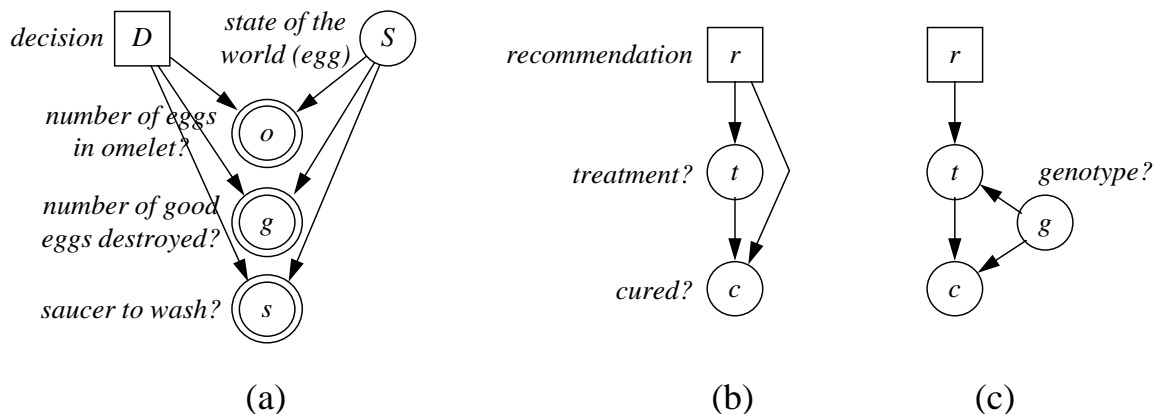 decision
D
state of the
world (egg)
S
number of eggs
in omelet?
o
number of good
eggs destroyed?
g
saucer to wash?
s
(a)
recommendation
r
treatment?
t
cured?
c
(b)
r
t
genotype?
g
c
(c)